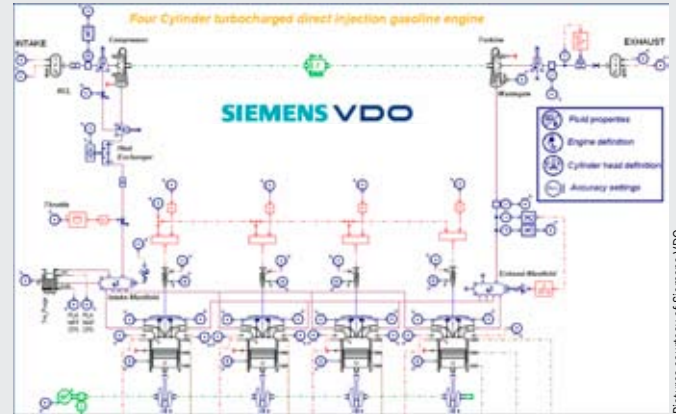 Four Cylinder turbocharged direct injection gasoline engine
INTAKE
Compressor
Turbine
EXHAUST
Wastegate
SIEMENS VDO
Heat
Exchanger
Fluid properties
Engine definition
Cylinder head definition
Accuracy settings
Throttle
Intake Manifold
Exhaust Manifold
Pictures courtesy of Siemens VDO